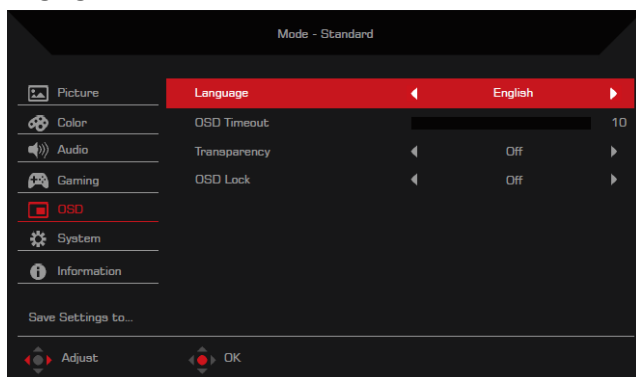 Mode - Standard
Picture
Language English
Color
OSD Timeout 10
Audio
Transparency Off
Gaming
OSD Lock Off
OSD
System
Information
Save Settings to...
Adjust OK